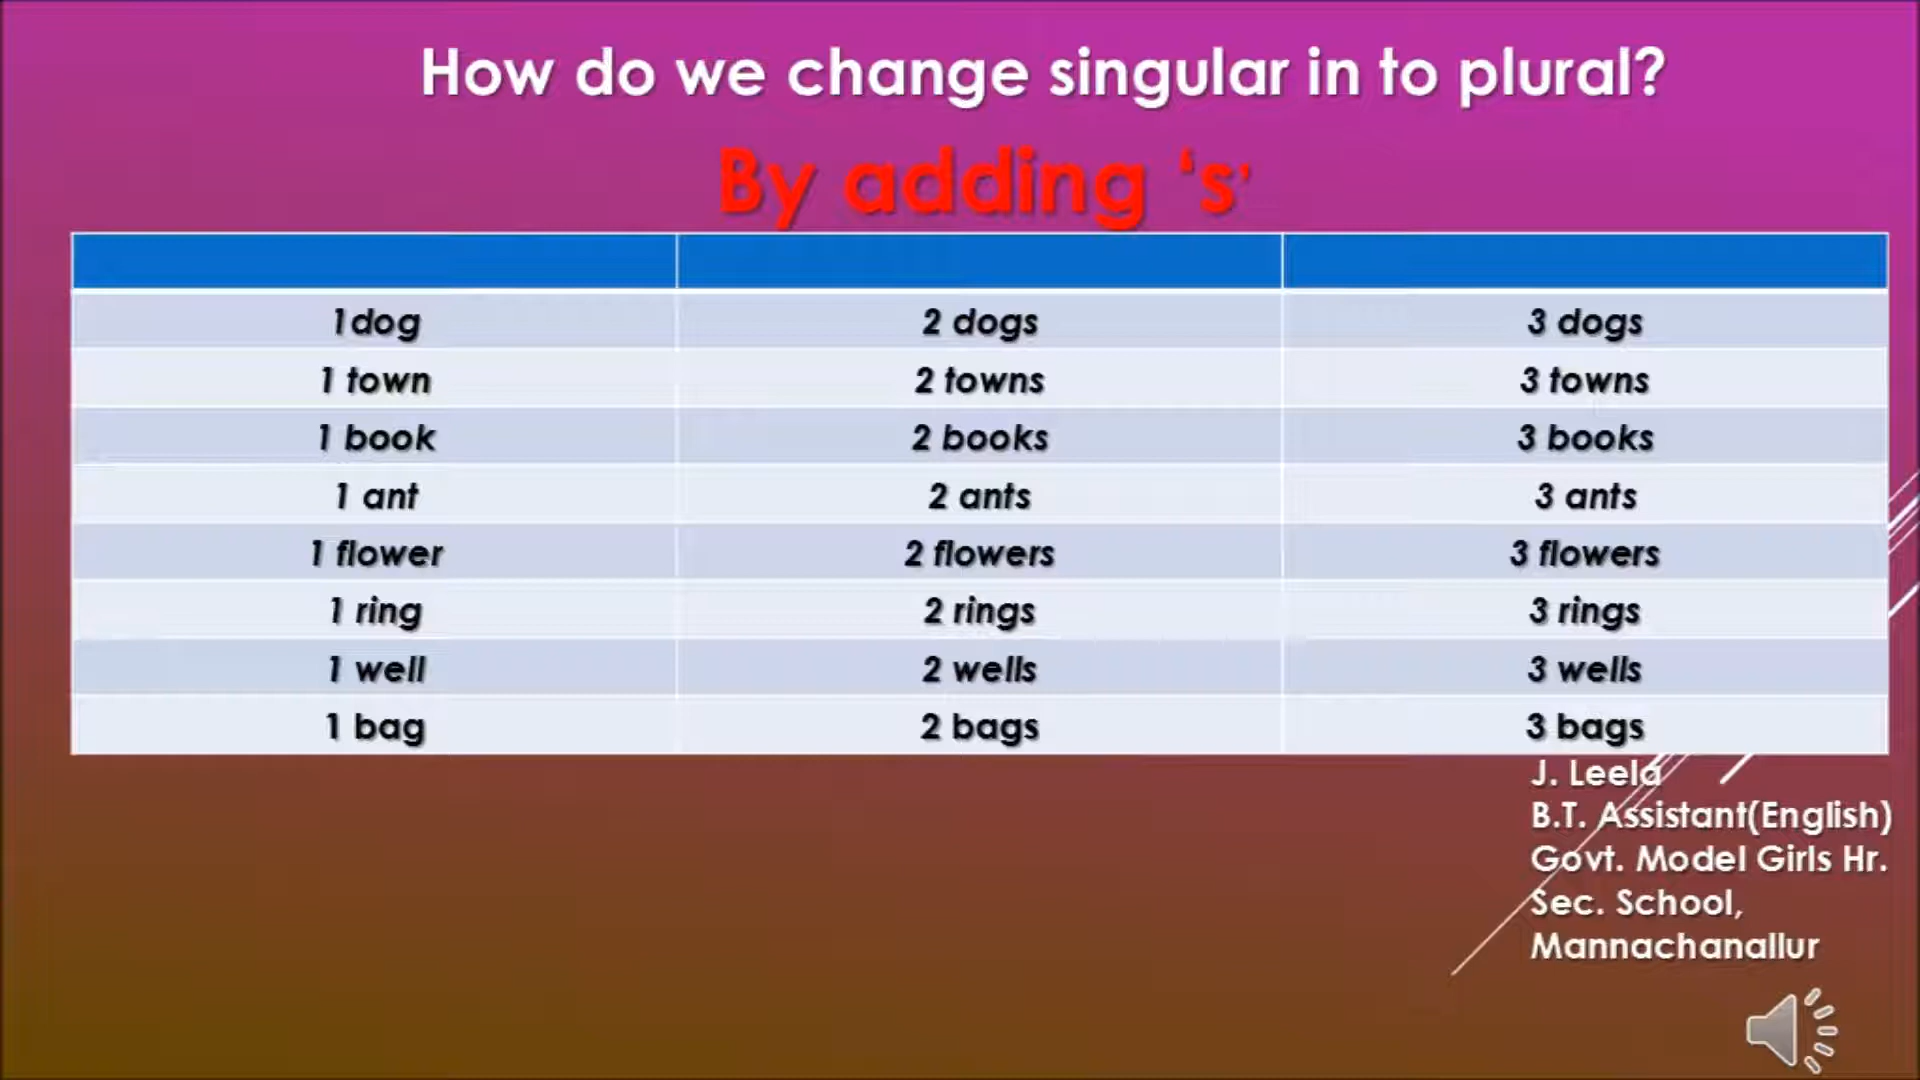 How do we change singular in to plural?
By adding ‘s’
1dog 2 dogs 3 dogs
1 town 2 towns 3 towns
1 book 2 books 3 books
1 ant 2 ants 3 ants
1 flower 2 flowers 3 flowers
1 ring 2 rings 3 rings
1 well 2 wells 3 wells
1 bag 2 bags 3 bags
J. Leela
B.T. Assistant(English)
Govt. Model Girls Hr.
Sec. School,
Mannachanallur